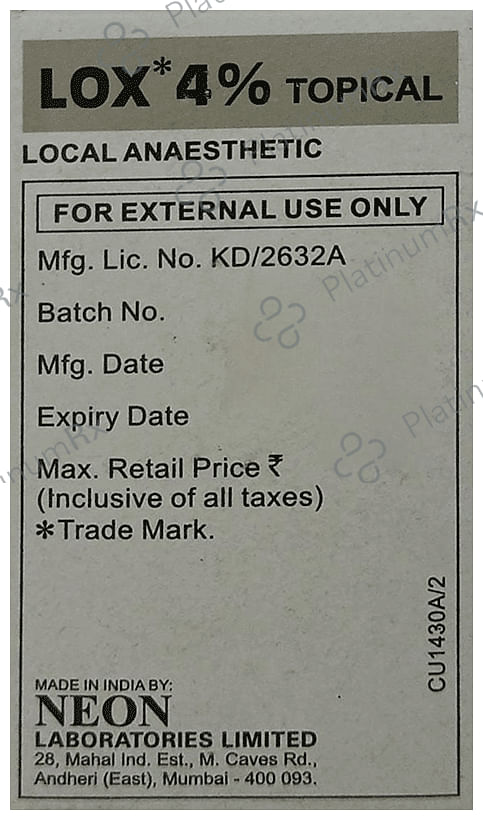 LOX*4% TOPICAL
LOCAL ANAESTHETIC
FOR EXTERNAL USE ONLY
Mfg. Lic. No. KD/2632A
Batch No.
Mfg. Date
Expiry Date
Max. Retail Price ₹
(Inclusive of all taxes)
*Trade Mark.
CU1430A/2
MADE IN INDIA BY:
NEON
LABORATORIES LIMITED
28, Mahal Ind. Est., M. Caves Rd.,
Andheri (East), Mumbai - 400 093.
PlatinumRx